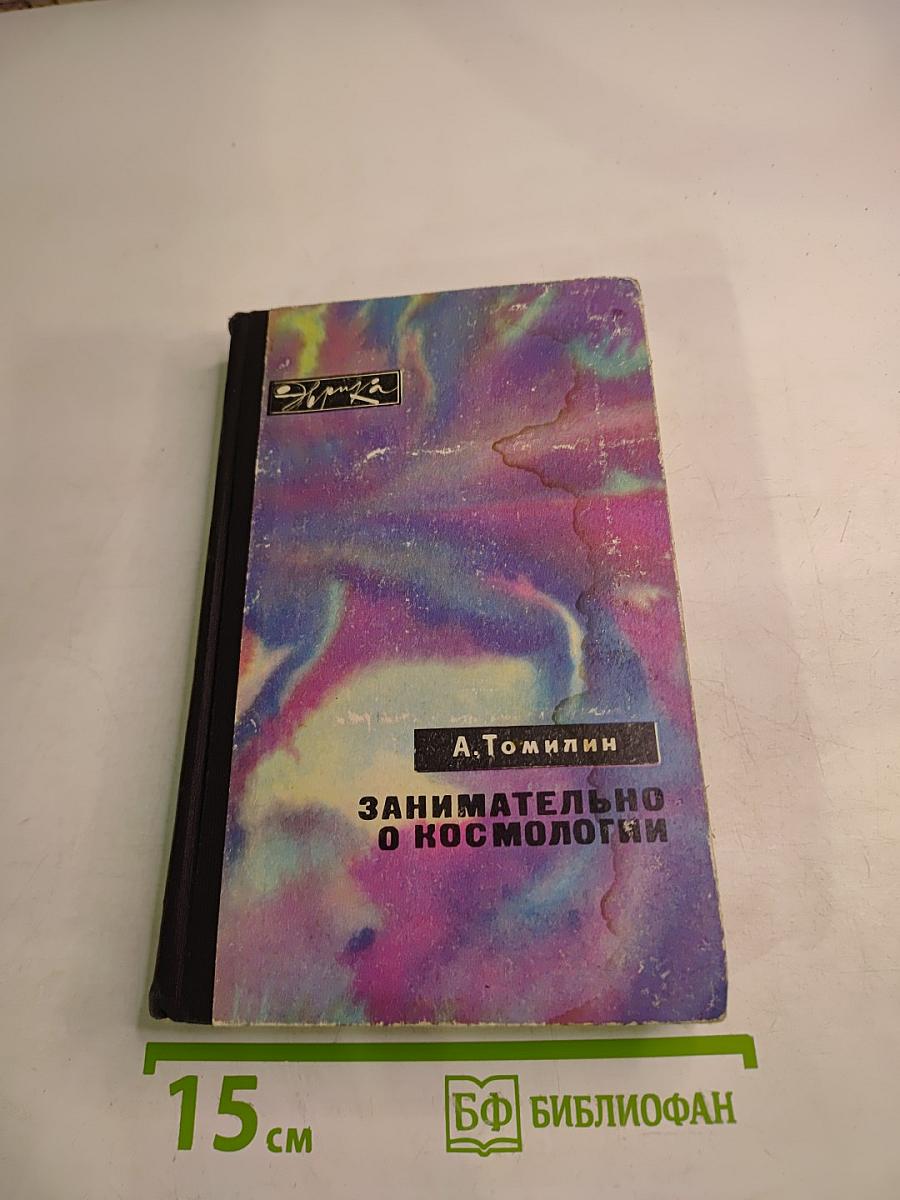 Эврика
А. Томилин
ЗАНИМАТЕЛЬНО
О КОСМОЛОГИИ
15 см
БФ БИБЛИОФАН